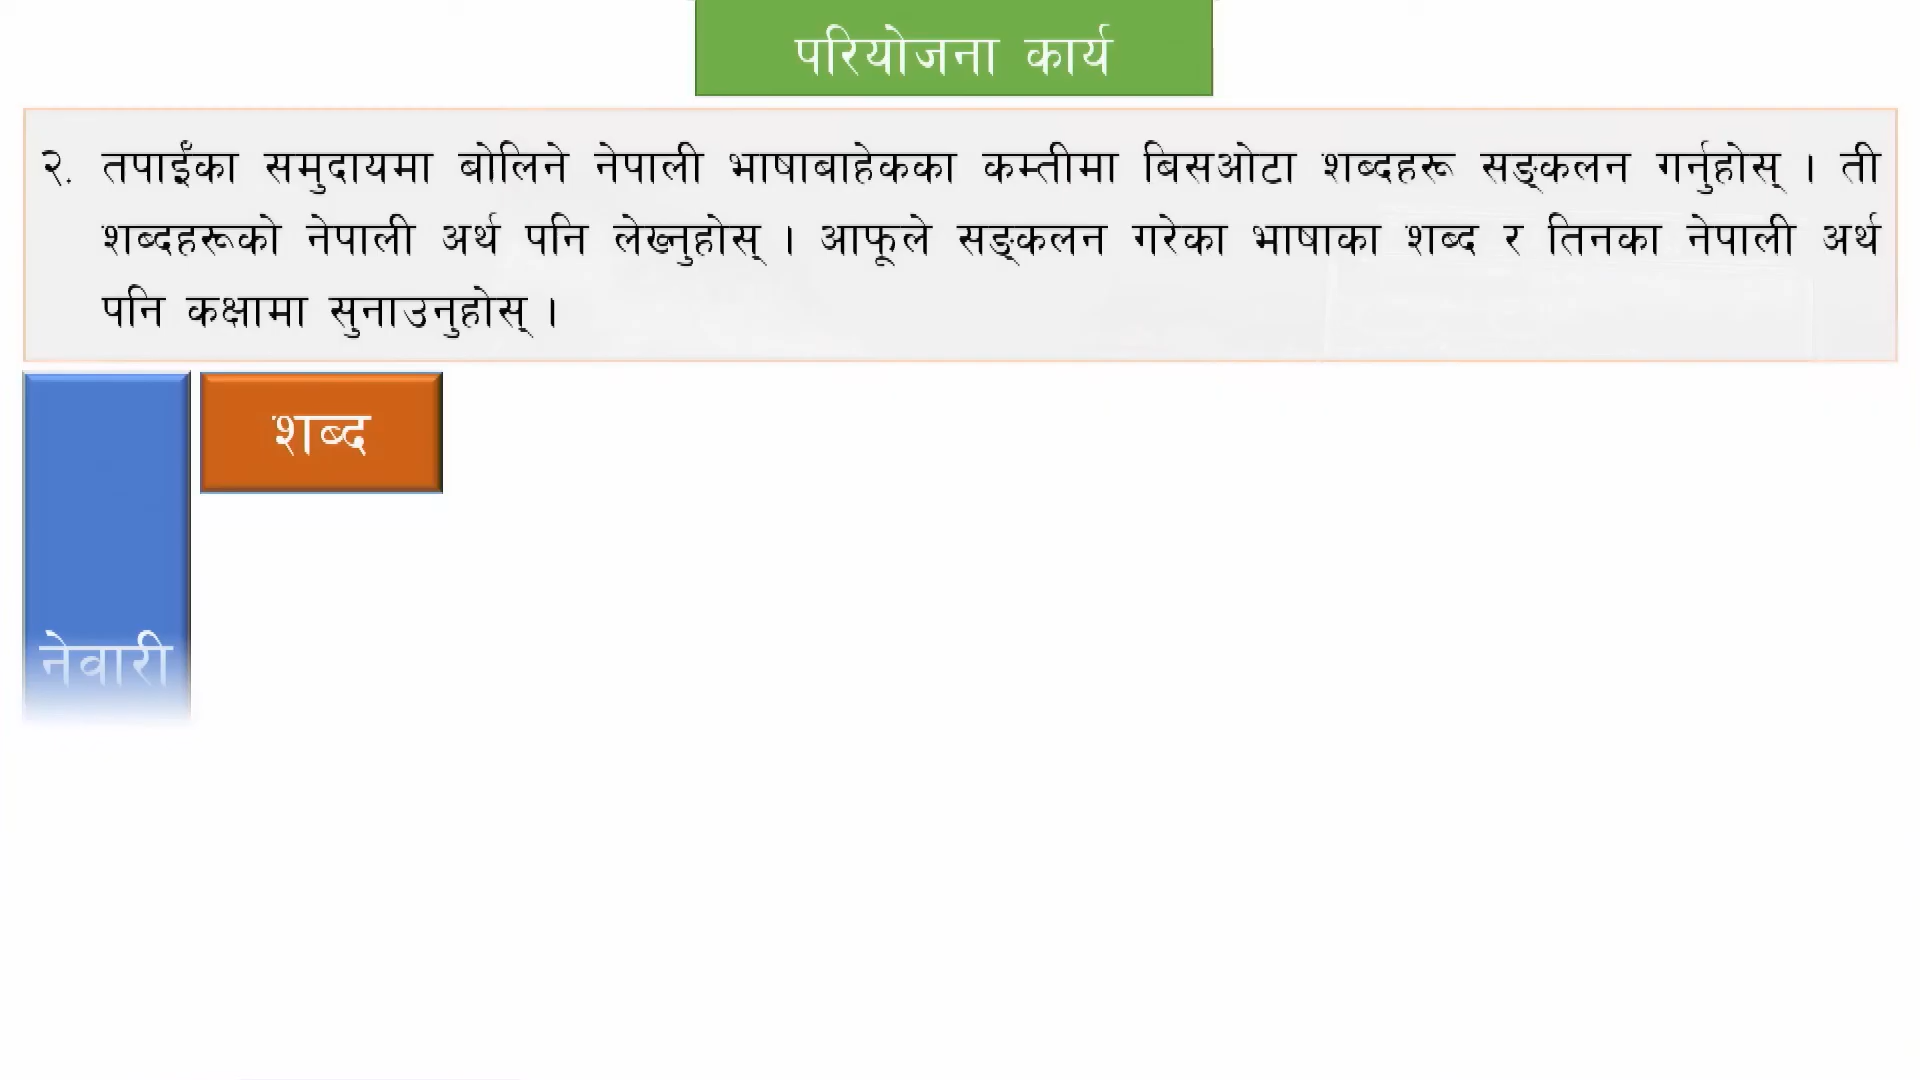 परियोजना कार्य
२. तपाईंका समुदायमा बोलिने नेपाली भाषाबाहेकका कम्तीमा बिसओटा शब्दहरू सङ्कलन गर्नुहोस् । ती
शब्दहरूको नेपाली अर्थ पनि लेख्नुहोस् । आफूले सङ्कलन गरेका भाषाका शब्द र तिनका नेपाली अर्थ
पनि कक्षामा सुनाउनुहोस् ।
शब्द
नेवारी